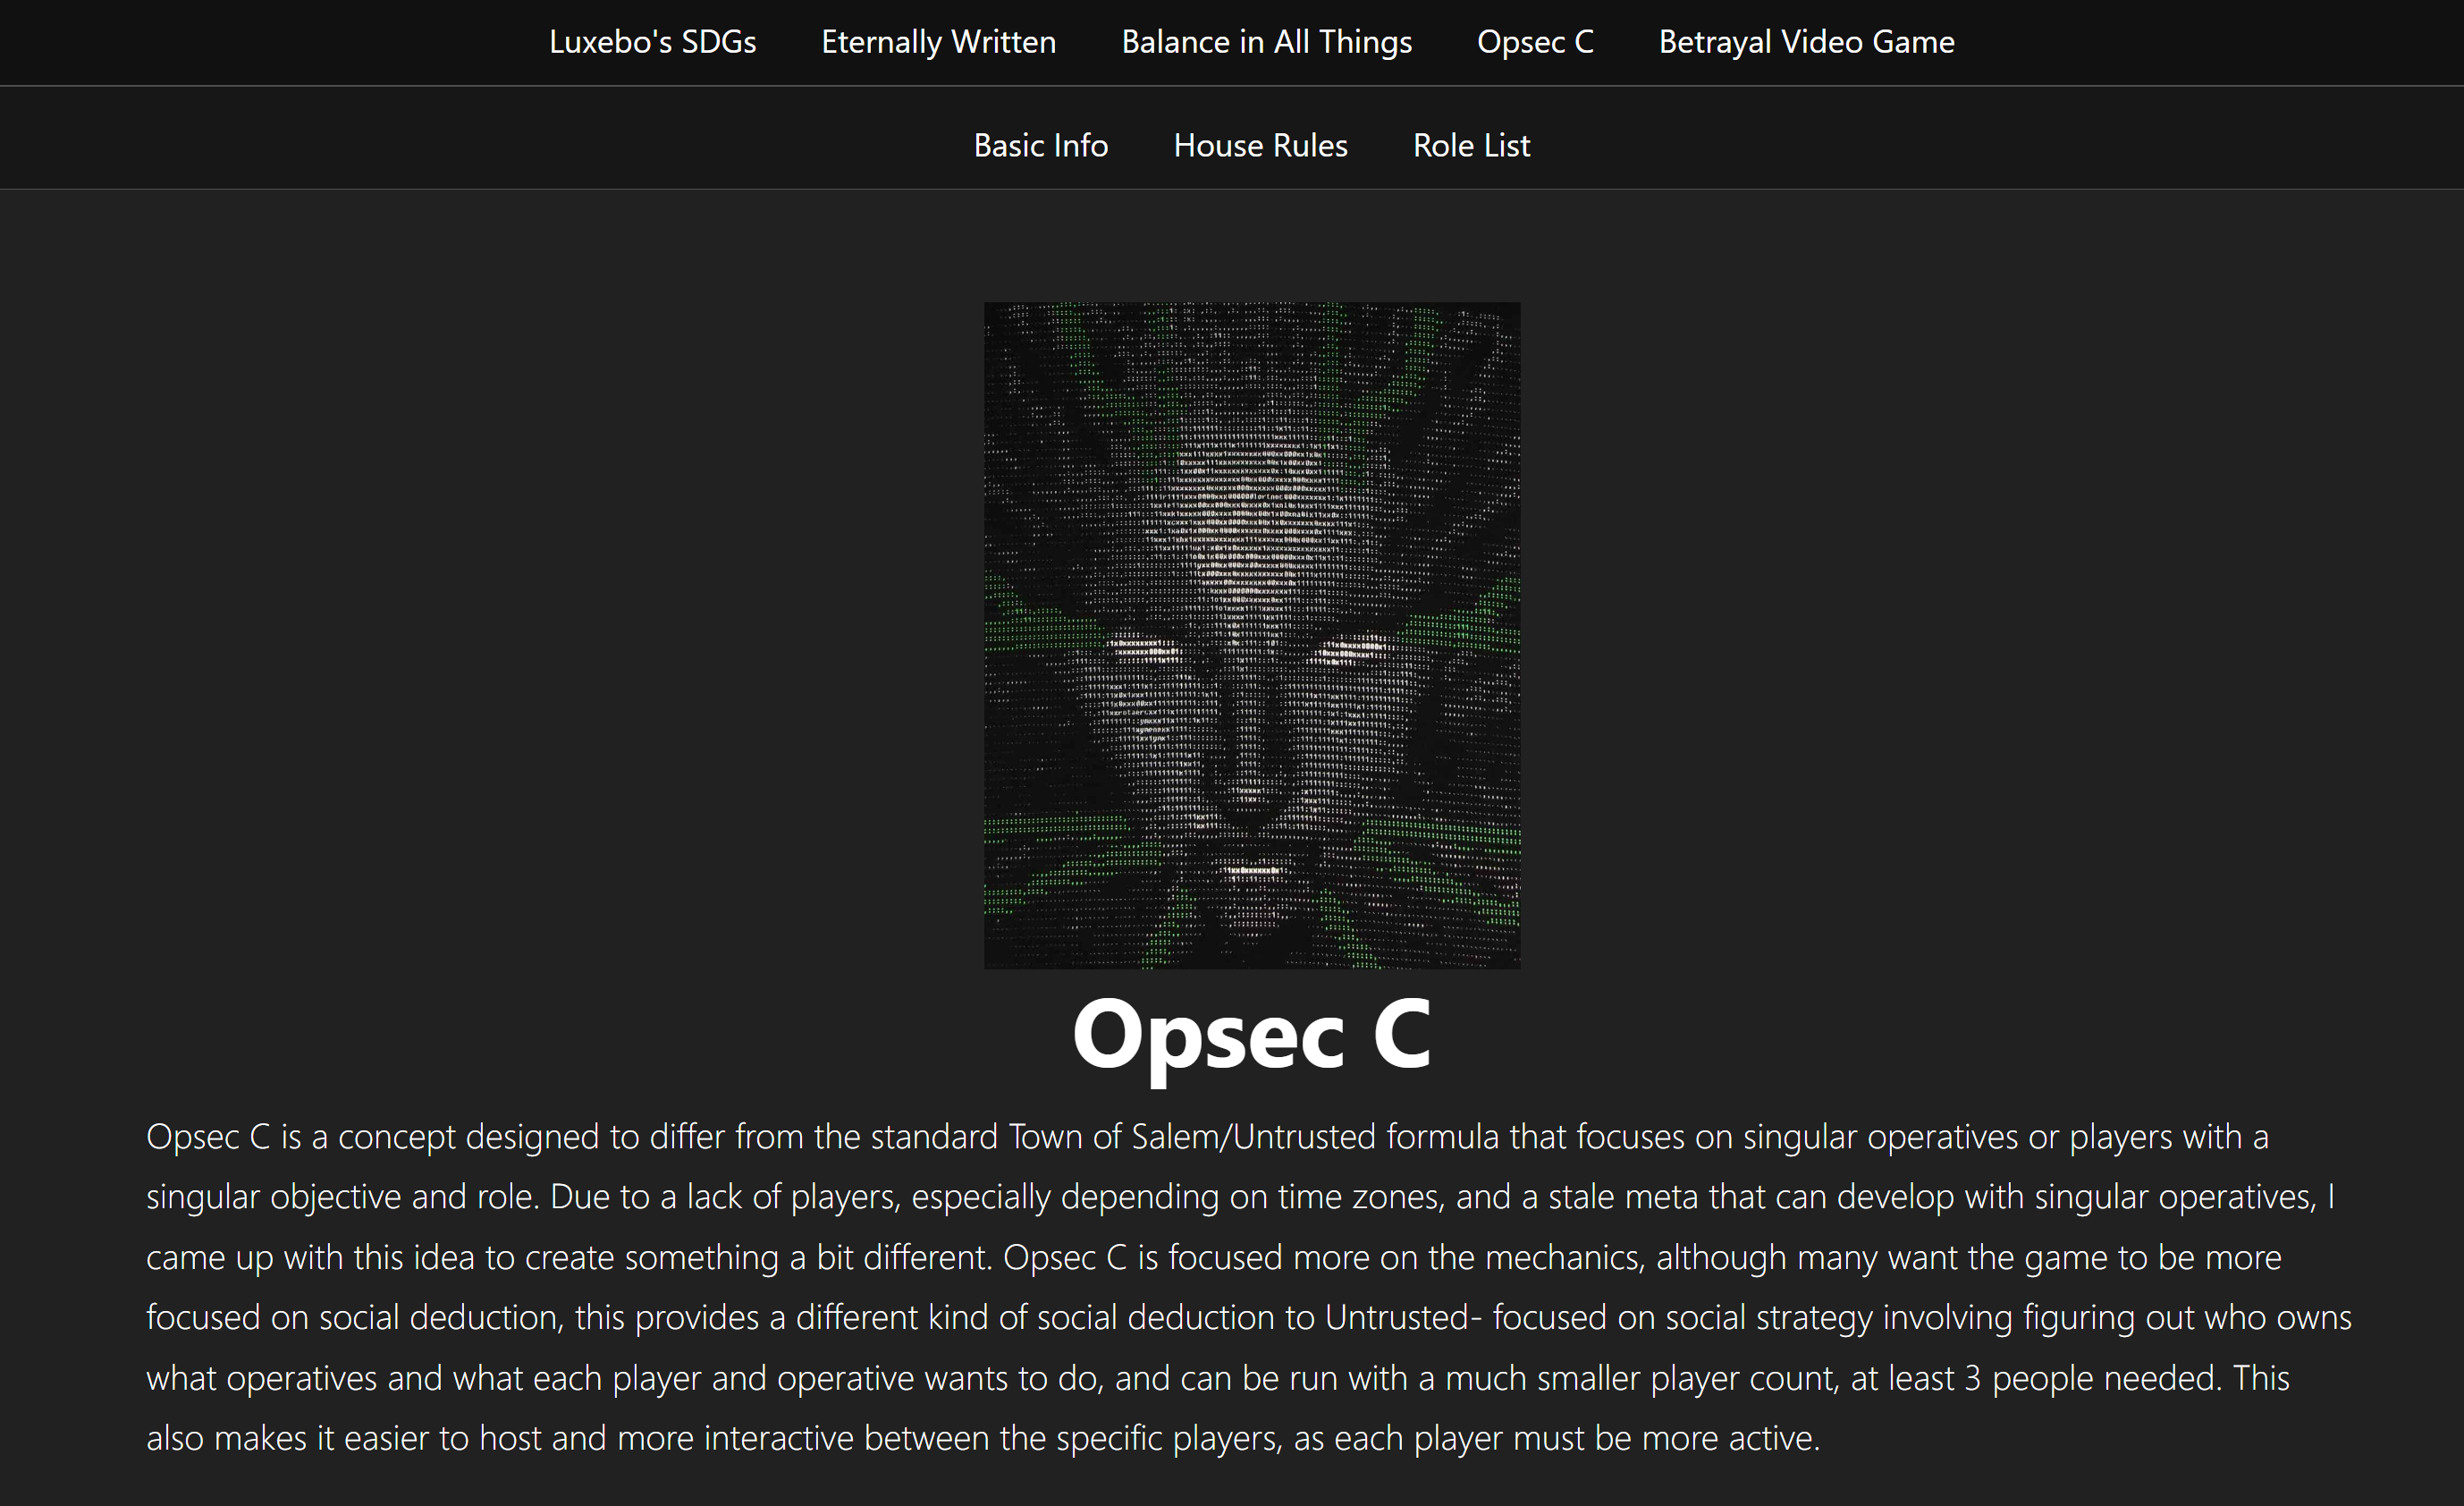 Luxebo's SDGs Eternally Written Balance in All Things Opsec C Betrayal Video Game
Basic Info House Rules Role List
Opsec C
Opsec C is a concept designed to differ from the standard Town of Salem/Untrusted formula that focuses on singular operatives or players with a
singular objective and role. Due to a lack of players, especially depending on time zones, and a stale meta that can develop with singular operatives, I
came up with this idea to create something a bit different. Opsec C is focused more on the mechanics, although many want the game to be more
focused on social deduction, this provides a different kind of social deduction to Untrusted- focused on social strategy involving figuring out who owns
what operatives and what each player and operative wants to do, and can be run with a much smaller player count, at least 3 people needed. This
also makes it easier to host and more interactive between the specific players, as each player must be more active.